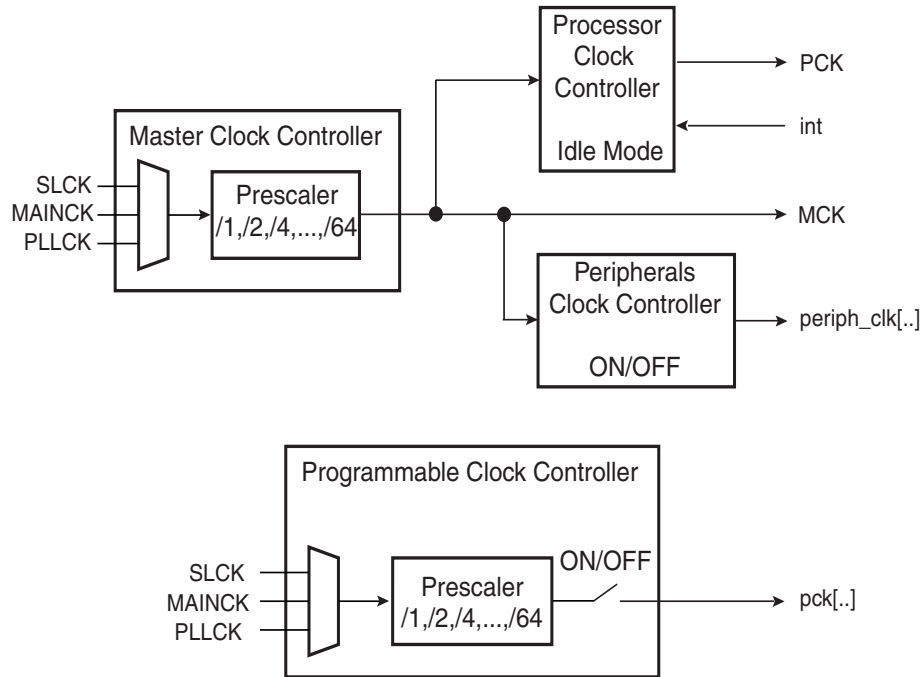 Processor
Clock
Controller
Idle Mode
PCK
int
Master Clock Controller
SLCK
MAINCK
PLLCK
Prescaler
/1,/2,/4,...,/64
MCK
Peripherals
Clock Controller
ON/OFF
periph_clk[..]
Programmable Clock Controller
SLCK
MAINCK
PLLCK
Prescaler
/1,/2,/4,...,/64
ON/OFF
pck[..]